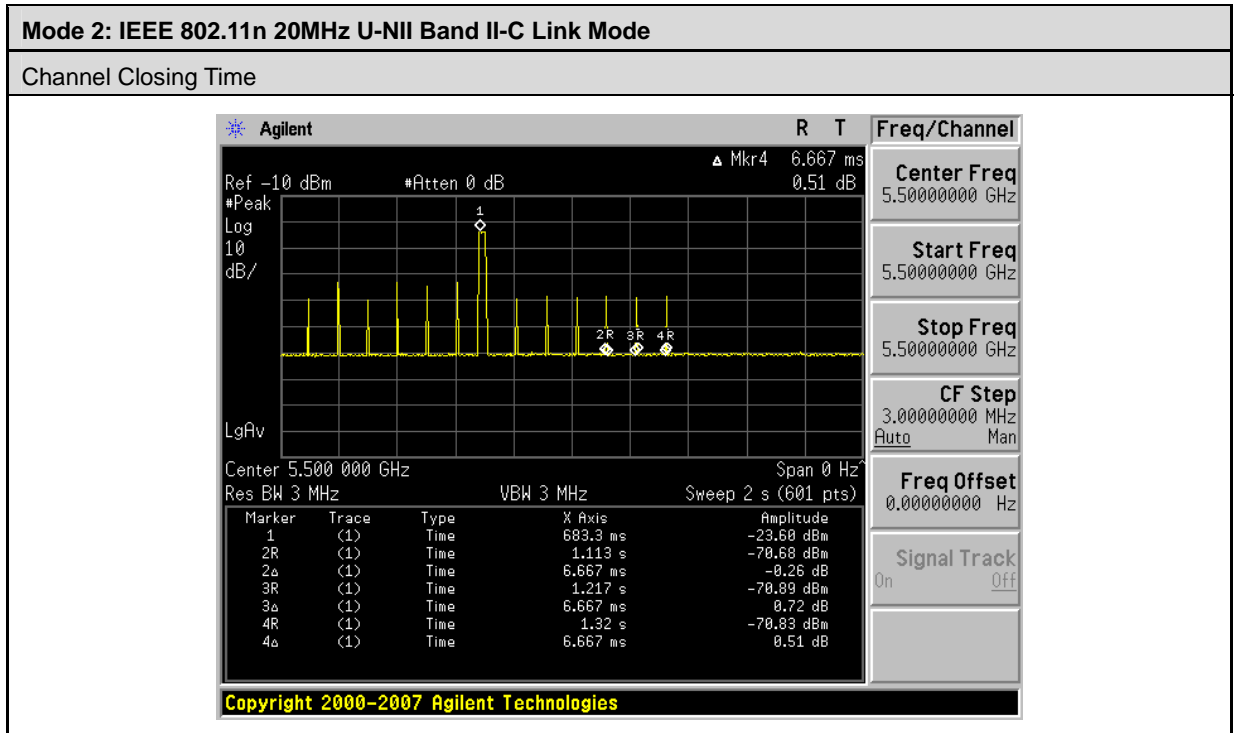 Mode 2: IEEE 802.11n 20MHz U-NII Band II-C Link Mode
Channel Closing Time
Agilent R T Freq/Channel
Δ Mkr4 6.667 ms
Ref -10 dBm #Atten 0 dB 0.51 dB
#Peak
Log
10
dB/
1
2R 3R 4R
LgAv
Center 5.500 000 GHz Span 0 Hz^
Res BW 3 MHz VBW 3 MHz Sweep 2 s (601 pts)
Marker Trace Type X Axis Amplitude
1 (1) Time 683.3 ms -23.60 dBm
2R (1) Time 1.113 s -70.68 dBm
2Δ (1) Time 6.667 ms -0.26 dB
3R (1) Time 1.217 s -70.89 dBm
3Δ (1) Time 6.667 ms 0.72 dB
4R (1) Time 1.32 s -70.83 dBm
4Δ (1) Time 6.667 ms 0.51 dB
Center Freq
5.50000000 GHz
Start Freq
5.50000000 GHz
Stop Freq
5.50000000 GHz
CF Step
3.00000000 MHz
Auto Man
Freq Offset
0.00000000 Hz
Signal Track
On Off
Copyright 2000-2007 Agilent Technologies